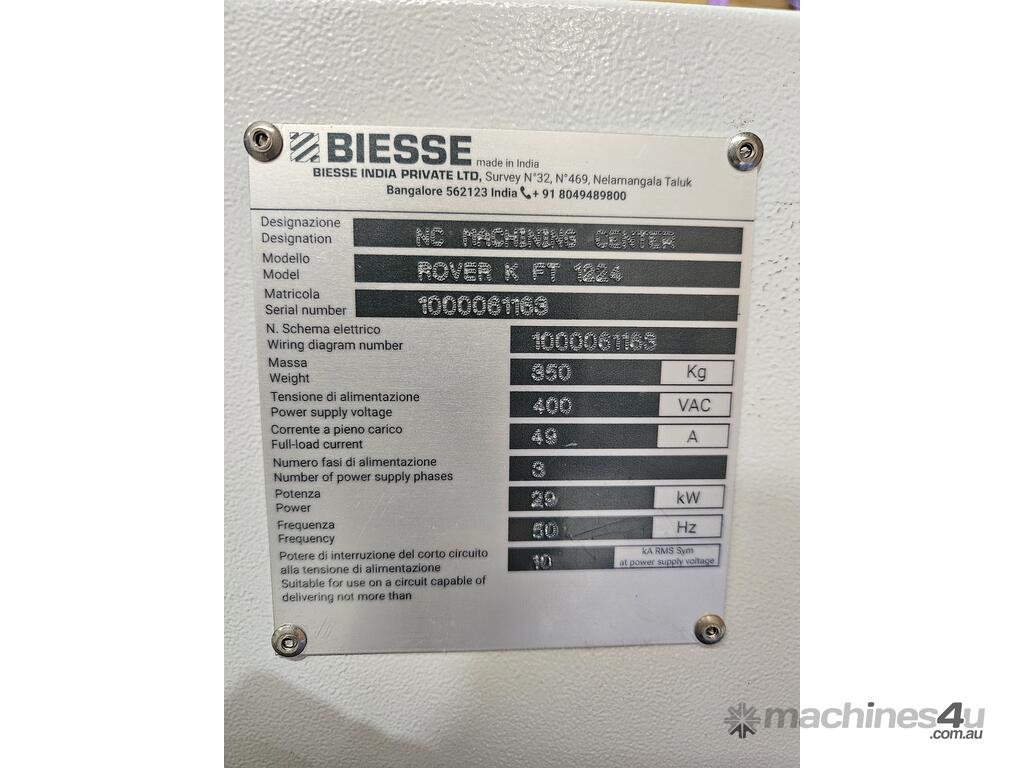 BIESSE made in India
BIESSE INDIA PRIVATE LTD, Survey N°32, N°469, Nelamangala Taluk
Bangalore 562123 India + 91 8049489800
Designazione
Designation NC MACHINING CENTER
Modello
Model ROVER K FT 1224
Matricola
Serial number 1000061163
N. Schema elettrico
Wiring diagram number 1000061163
Massa
Weight 350 Kg
Tensione di alimentazione
Power supply voltage 400 VAC
Corrente a pieno carico
Full-load current 49 A
Numero fasi di alimentazione
Number of power supply phases 3
Potenza
Power 29 kW
Frequenza
Frequency 50 Hz
Potere di interruzione del corto circuito
alla tensione di alimentazione
Suitable for use on a circuit capable of
delivering not more than
10 kA RMS Sym
at power supply voltage
machines4u
.com.au